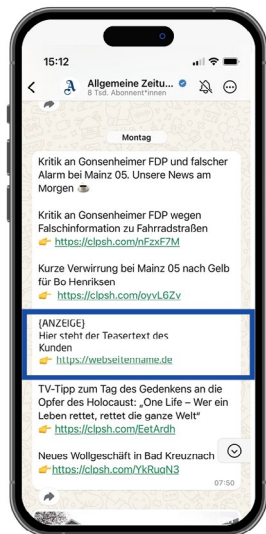 15:12
Allgemeine Zeitu...
8 Tsd. Abonnent*innen
Montag
Kritik an Gonsenheimer FDP und falscher
Alarm bei Mainz 05. Unsere News am
Morgen ☕
Kritik an Gonsenheimer FDP wegen
Falschinformation zu Fahrradstraßen
👉 https://clpsh.com/nFzxF7M
Kurze Verwirrung bei Mainz 05 nach Gelb
für Bo Henriksen
👉 https://clpsh.com/oyvL6Zv
{ANZEIGE}
Hier steht der Teasertext des
Kunden
👉 https://webseitenname.de
TV-Tipp zum Tag des Gedenkens an die
Opfer des Holocaust: „One Life – Wer ein
Leben rettet, rettet die ganze Welt“
👉 https://clpsh.com/EetArdh
Neues Wollgeschäft in Bad Kreuznach
👉https://clpsh.com/YkRuqN3
07:50